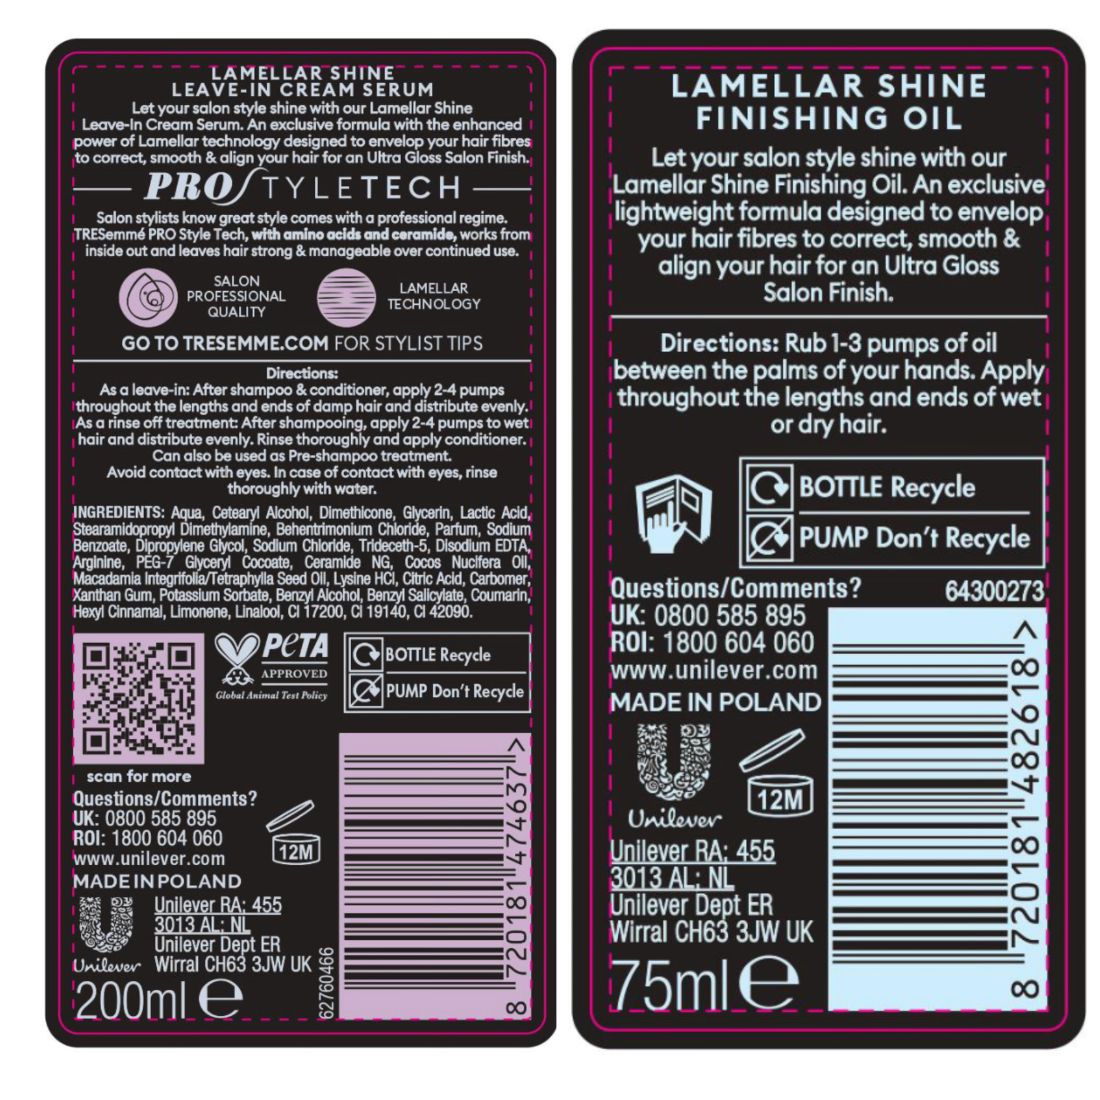 LAMELLAR SHINE
LEAVE-IN CREAM SERUM
Let your salon style shine with our Lamellar Shine
Leave-In Cream Serum. An exclusive formula with the enhanced
power of Lamellar technology designed to envelop your hair fibres
to correct, smooth & align your hair for an Ultra Gloss Salon Finish.
PRO STYLETECH
Salon stylists know great style comes with a professional regime.
TRESemmé PRO Style Tech, with amino acids and ceramide, works from
inside out and leaves hair strong & manageable over continued use.
SALON
PROFESSIONAL
QUALITY
LAMELLAR
TECHNOLOGY
GO TO TRESEMME.COM FOR STYLIST TIPS
Directions:
As a leave-in: After shampoo & conditioner, apply 2-4 pumps
throughout the lengths and ends of damp hair and distribute evenly.
As a rinse off treatment: After shampooing, apply 2-4 pumps to wet
hair and distribute evenly. Rinse thoroughly and apply conditioner.
Can also be used as Pre-shampoo treatment.
Avoid contact with eyes. In case of contact with eyes, rinse
thoroughly with water.
INGREDIENTS: Aqua, Cetearyl Alcohol, Dimethicone, Glycerin, Lactic Acid,
Stearamidopropyl Dimethylamine, Behentrimonium Chloride, Parfum, Sodium
Benzoate, Dipropylene Glycol, Sodium Chloride, Trideceth-5, Disodium EDTA,
Arginine, PEG-7 Glyceryl Cocoate, Ceramide NG, Cocos Nucifera Oil,
Macadamia Integrifolia/Tetraphylla Seed Oil, Lysine HCl, Citric Acid, Carbomer,
Xanthan Gum, Potassium Sorbate, Benzyl Alcohol, Benzyl Salicylate, Coumarin,
Hexyl Cinnamal, Limonene, Linalool, CI 17200, CI 19140, CI 42090.
PETA
APPROVED
Global Animal Test Policy
BOTTLE Recycle
PUMP Don't Recycle
scan for more
Questions/Comments?
UK: 0800 585 895
ROI: 1800 604 060
www.unilever.com
12M
MADE IN POLAND
Unilever
Unilever RA; 455
3013 AL; NL
Unilever Dept ER
Wirral CH63 3JW UK
200ml e
62760466
8 720181 474637 >
LAMELLAR SHINE
FINISHING OIL
Let your salon style shine with our
Lamellar Shine Finishing Oil. An exclusive
lightweight formula designed to envelop
your hair fibres to correct, smooth &
align your hair for an Ultra Gloss
Salon Finish.
Directions: Rub 1-3 pumps of oil
between the palms of your hands. Apply
throughout the lengths and ends of wet
or dry hair.
BOTTLE Recycle
PUMP Don't Recycle
Questions/Comments? 64300273
UK: 0800 585 895
ROI: 1800 604 060
www.unilever.com
MADE IN POLAND
Unilever
12M
Unilever RA; 455
3013 AL; NL
Unilever Dept ER
Wirral CH63 3JW UK
75ml e
8 720181 482618 >